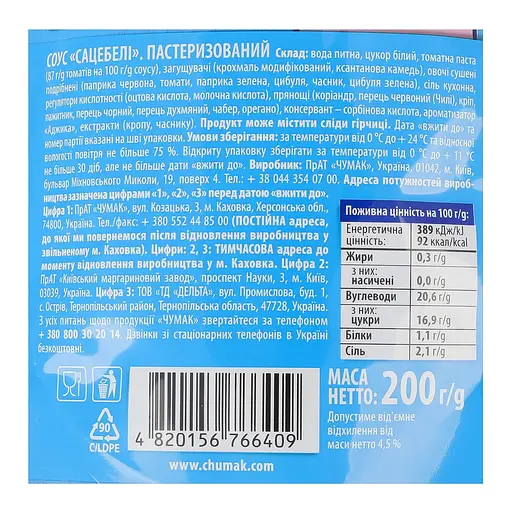 СОУС «САЦЕБЕЛІ». ПАСТЕРИЗОВАНИЙ Склад: вода питна, цукор білий, томатна паста
(87 г/g томатів на 100 г/g соусу), загущувачі (крохмаль модифікований, ксантанова камедь), овочі сушені
подрібнені (паприка червона, томати, паприка зелена, цибуля, часник, цибуля зелена), сіль кухонна,
регулятори кислотності (оцтова кислота, молочна кислота), прянощі (коріандр, перець червоний (Чилі), кріп,
пажитник, перець чорний, перець духмяний, чабер, орегано), консервант – сорбінова кислота, ароматизатор
«Аджика», екстракти (кропу, часнику). Продукт може містити сліди гірчиці. Дата «вжити до» та
номер партії вказані на шві упаковки. Умови зберігання: за температури від 0 °С до + 24 °С та відносної
вологості повітря не більше 75 %. Відкриту упаковку зберігати за температури від 0 °С до + 11 °С
не більше 30 діб, але не довше дати «вжити до». Виробник: ПрАТ «ЧУМАК», Україна, 01042, м. Київ,
бульвар Міхновського Миколи, 19, поверх 4. Тел.: + 38 044 354 07 00. Адреса потужностей вироб-
ництва зазначена цифрами «1», «2», «3» перед датою «вжити до».
Цифра 1: ПрАТ «ЧУМАК», вул. Козацька, 3, м. Каховка, Херсонська обл.,
74800, Україна. Тел./факс: + 380 552 44 85 00 (ПОСТІЙНА адреса,
до якої ми повернемося після відновлення виробництва у
звільненому м. Каховка). Цифри: 2, 3: ТИМЧАСОВА адреса до
моменту відновлення виробництва у м. Каховка. Цифра 2:
ПрАТ «Київський маргариновий завод», проспект Науки, 3, м. Київ,
03039, Україна. Цифра 3: ТОВ «ТД «ДЕЛЬТА», вул. Промислова, буд. 1,
с. Острів, Тернопільський район, Тернопільська область, 47728, Україна.
З усіх питань щодо продукції "ЧУМАК" звертайтеся за телефоном
+ 380 800 30 20 14. Дзвінки зі стаціонарних телефонів в Україні
безкоштовні.
Поживна цінність на 100 г/g:
Енергетична цінність: 389 кДж/kJ
92 ккал/kcal
Жири 0,3 г/g
з них: насичені 0,0 г/g
Вуглеводи 20,6 г/g
з них: цукри 16,9 г/g
Білки 1,1 г/g
Сіль 2,1 г/g
МАСА
НЕТТО: 200 г/g
Допустиме від'ємне
відхилення від
маси нетто 4,5 %
90
C/LDPE
4 820156 766409
www.chumak.com